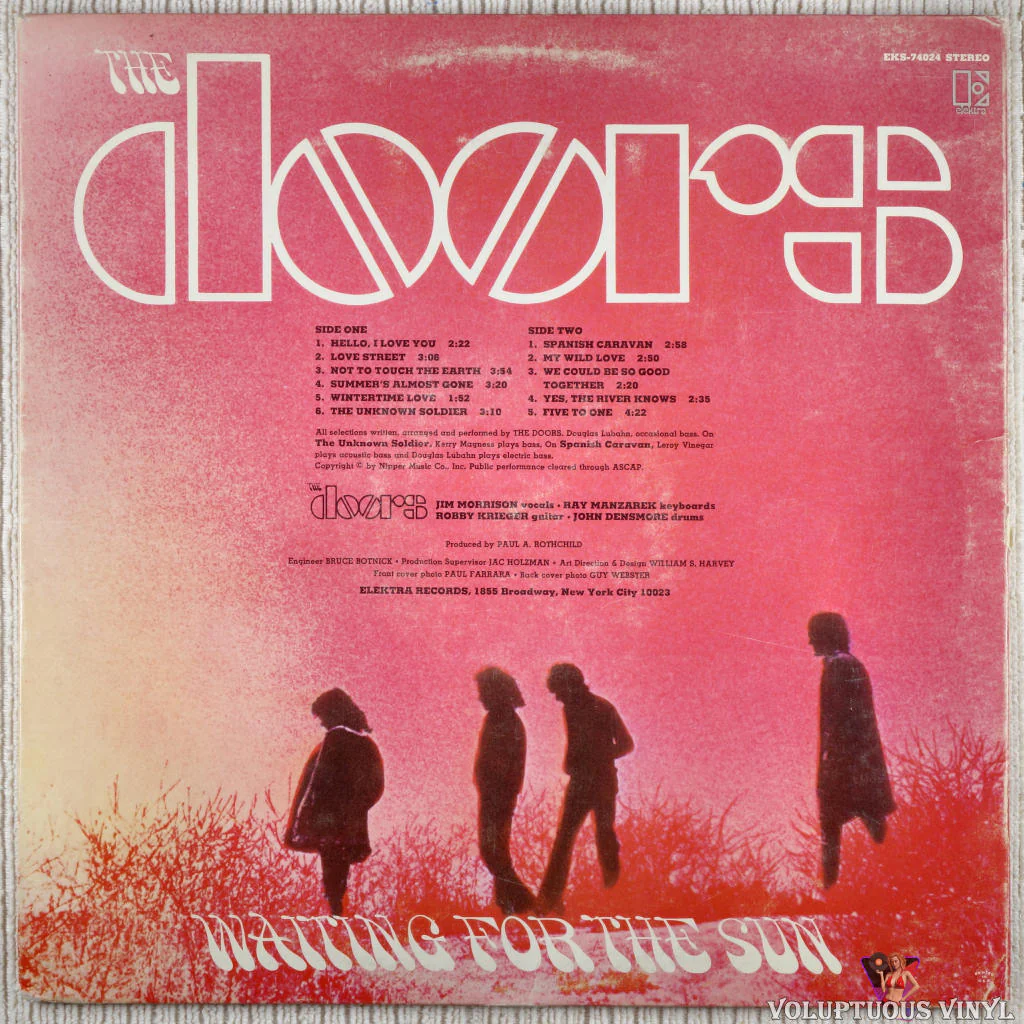 THE
doors
EKS-74024 STEREO
elektra
SIDE ONE
1. HELLO, I LOVE YOU 2:22
2. LOVE STREET 3:06
3. NOT TO TOUCH THE EARTH 3:54
4. SUMMER'S ALMOST GONE 3:20
5. WINTERTIME LOVE 1:52
6. THE UNKNOWN SOLDIER 3:10
SIDE TWO
1. SPANISH CARAVAN 2:58
2. MY WILD LOVE 2:50
3. WE COULD BE SO GOOD
TOGETHER 2:20
4. YES, THE RIVER KNOWS 2:35
5. FIVE TO ONE 4:22
All selections written, arranged and performed by THE DOORS. Douglas Lubahn, occasional bass. On
The Unknown Soldier, Kerry Magness plays bass. On Spanish Caravan, Leroy Vinegar
plays acoustic bass and Douglas Lubahn plays electric bass.
Copyright © by Nipper Music Co., Inc. Public performance cleared through ASCAP.
THE
doors
JIM MORRISON vocals • RAY MANZAREK keyboards
ROBBY KRIEGER guitar • JOHN DENSMORE drums
Produced by PAUL A. ROTHCHILD
Engineer BRUCE BOTNICK • Production Supervisor JAC HOLZMAN • Art Direction & Design WILLIAM S. HARVEY
Front cover photo PAUL FARRARA • Back cover photo GUY WEBSTER
ELEKTRA RECORDS, 1855 Broadway, New York City 10023
WAITING FOR THE SUN
VOLUPTUOUS VINYL